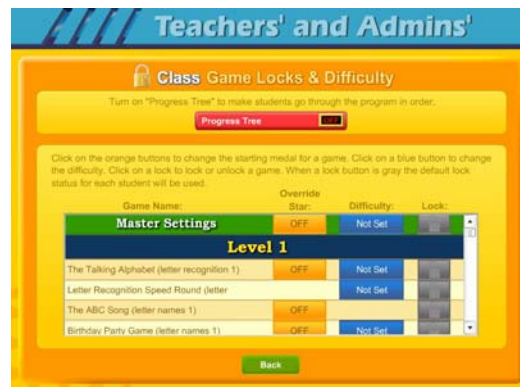 Teachers' and Admins'
Class Game Locks & Difficulty
Turn on "Progress Tree" to make students go through the program in order.
Progress Tree OFF
Click on the orange buttons to change the starting medal for a game. Click on a blue button to change
the difficulty. Click on a lock to lock or unlock a game. When a lock button is gray the default lock
status for each student will be used.
Game Name: Override Star: Difficulty: Lock:
Master Settings OFF Not Set
Level 1
The Talking Alphabet (letter recognition 1) OFF Not Set
Letter Recognition Speed Round (letter Not Set
The ABC Song (letter names 1) OFF
Birthday Party Game (letter names 1) OFF Not Set
Back